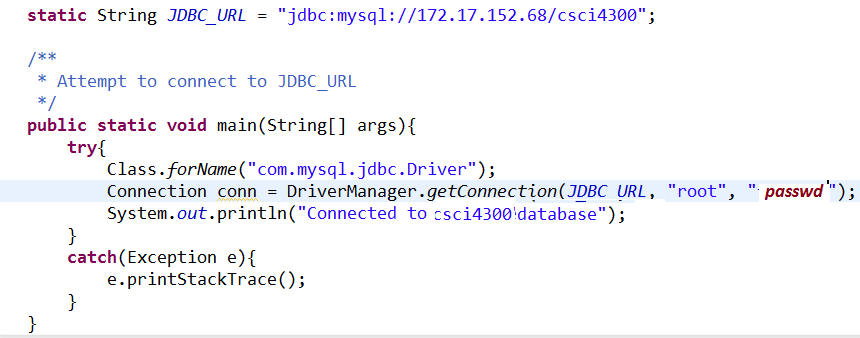 static String JDBC_URL = "jdbc:mysql://172.17.152.68/csci4300";
/**
* Attempt to connect to JDBC_URL
*/
public static void main(String[] args){
try{
Class.forName("com.mysql.jdbc.Driver");
Connection conn = DriverManager.getConnection(JDBC_URL, "root", "passwd");
System.out.println("Connected to csci4300 database");
}
catch(Exception e){
e.printStackTrace();
}
}